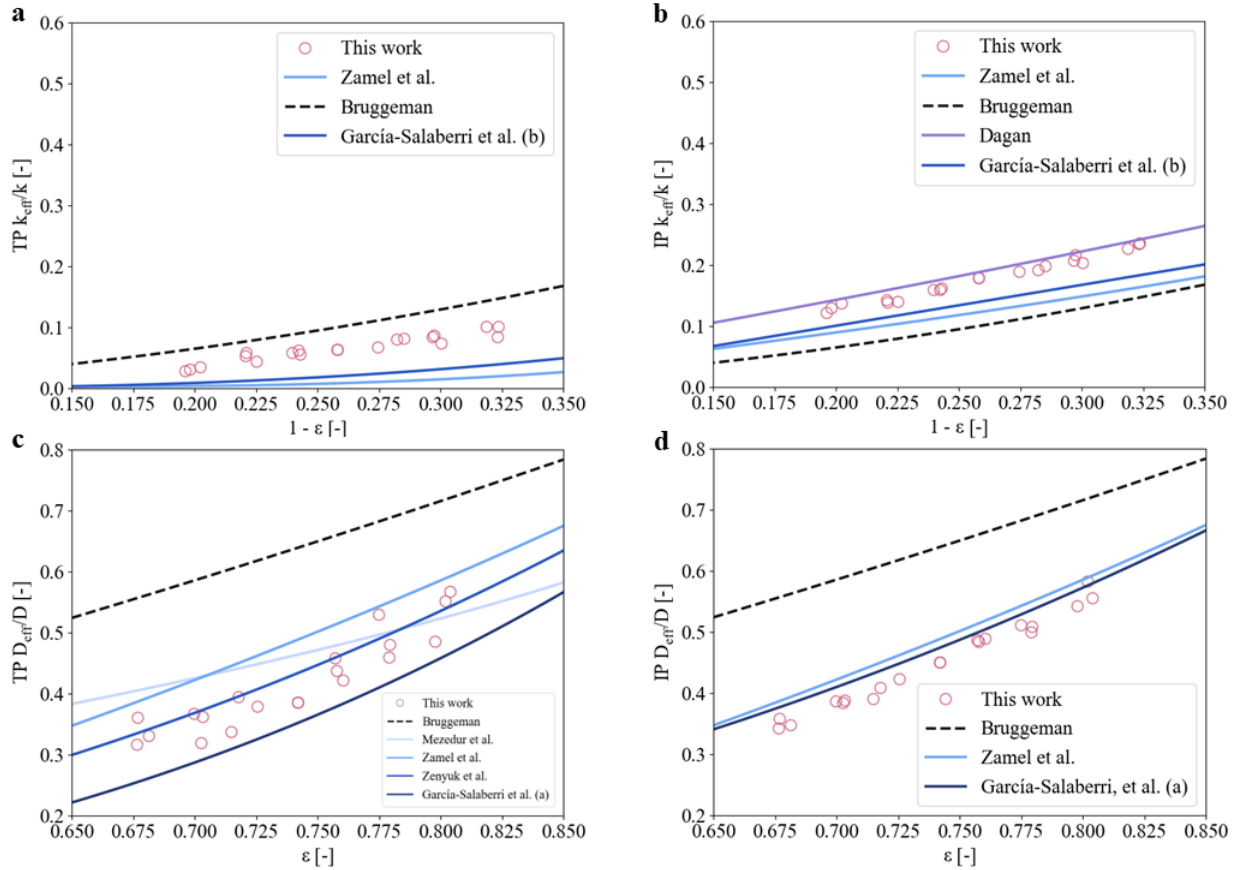 a
0.6
0.5
0.4
0.3
0.2
0.1
0.0
TP k_eff/k [-]
This work
Zamel et al.
Bruggeman
García-Salaberri et al. (b)
0.150 0.175 0.200 0.225 0.250 0.275 0.300 0.325 0.350
1 - ε [-]
b
0.6
0.5
0.4
0.3
0.2
0.1
0.0
IP k_eff/k [-]
This work
Zamel et al.
Bruggeman
Dagan
García-Salaberri et al. (b)
0.150 0.175 0.200 0.225 0.250 0.275 0.300 0.325 0.350
1 - ε [-]
c
0.8
0.7
0.6
0.5
0.4
0.3
0.2
TP D_eff/D [-]
This work
Bruggeman
Mezedur et al.
Zamel et al.
Zenyuk et al.
García-Salaberri et al. (a)
0.650 0.675 0.700 0.725 0.750 0.775 0.800 0.825 0.850
ε [-]
d
0.8
0.7
0.6
0.5
0.4
0.3
0.2
IP D_eff/D [-]
This work
Bruggeman
Zamel et al.
García-Salaberri, et al. (a)
0.650 0.675 0.700 0.725 0.750 0.775 0.800 0.825 0.850
ε [-]